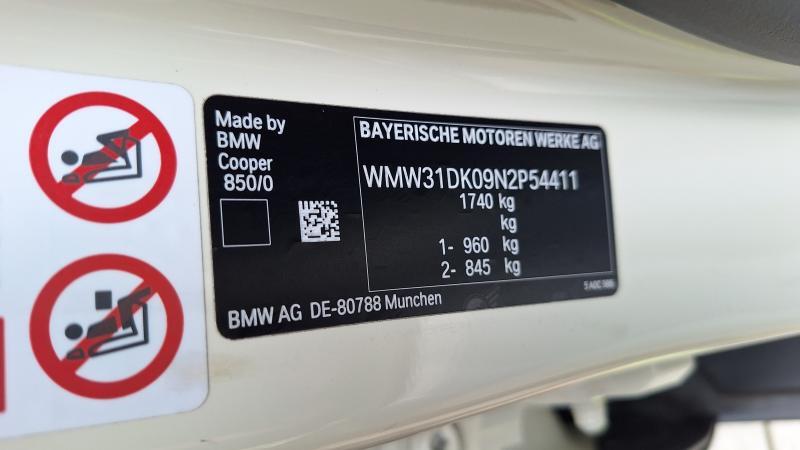 Made by
BMW
Cooper
850/0
BAYERISCHE MOTOREN WERKE AG
WMW31DK09N2P54411
1740 kg
kg
1- 960 kg
2- 845 kg
BMW AG DE-80788 Munchen